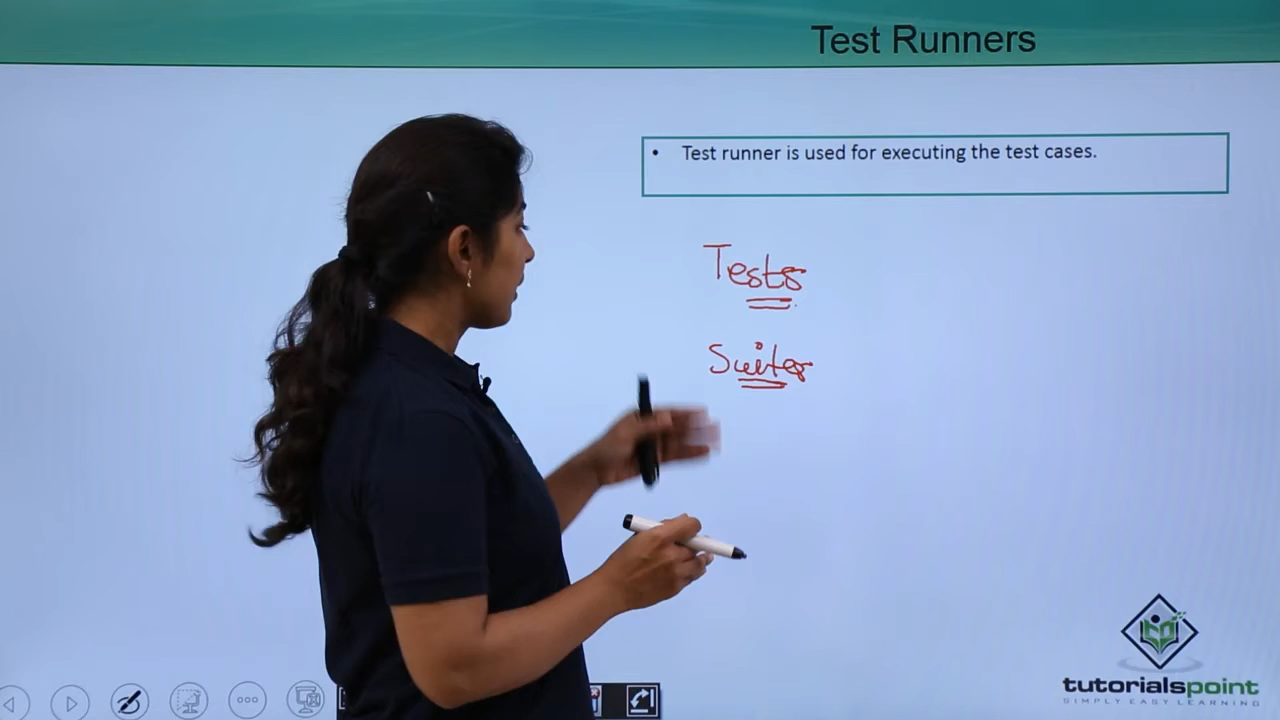 Test Runners
• Test runner is used for executing the test cases.
Tests
Suites
tutorialspoint
SIMPLY EASY LEARNING